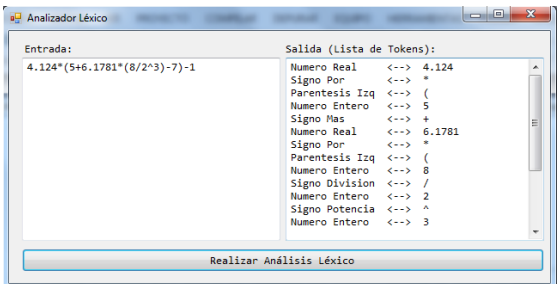 Analizador Léxico
Entrada:
4.124*(5+6.1781*(8/2^3)-7)-1
Salida (Lista de Tokens):
Numero Real <--> 4.124
Signo Por <--> *
Parentesis Izq <--> (
Numero Entero <--> 5
Signo Mas <--> +
Numero Real <--> 6.1781
Signo Por <--> *
Parentesis Izq <--> (
Numero Entero <--> 8
Signo Division <--> /
Numero Entero <--> 2
Signo Potencia <--> ^
Numero Entero <--> 3
Realizar Análisis Léxico